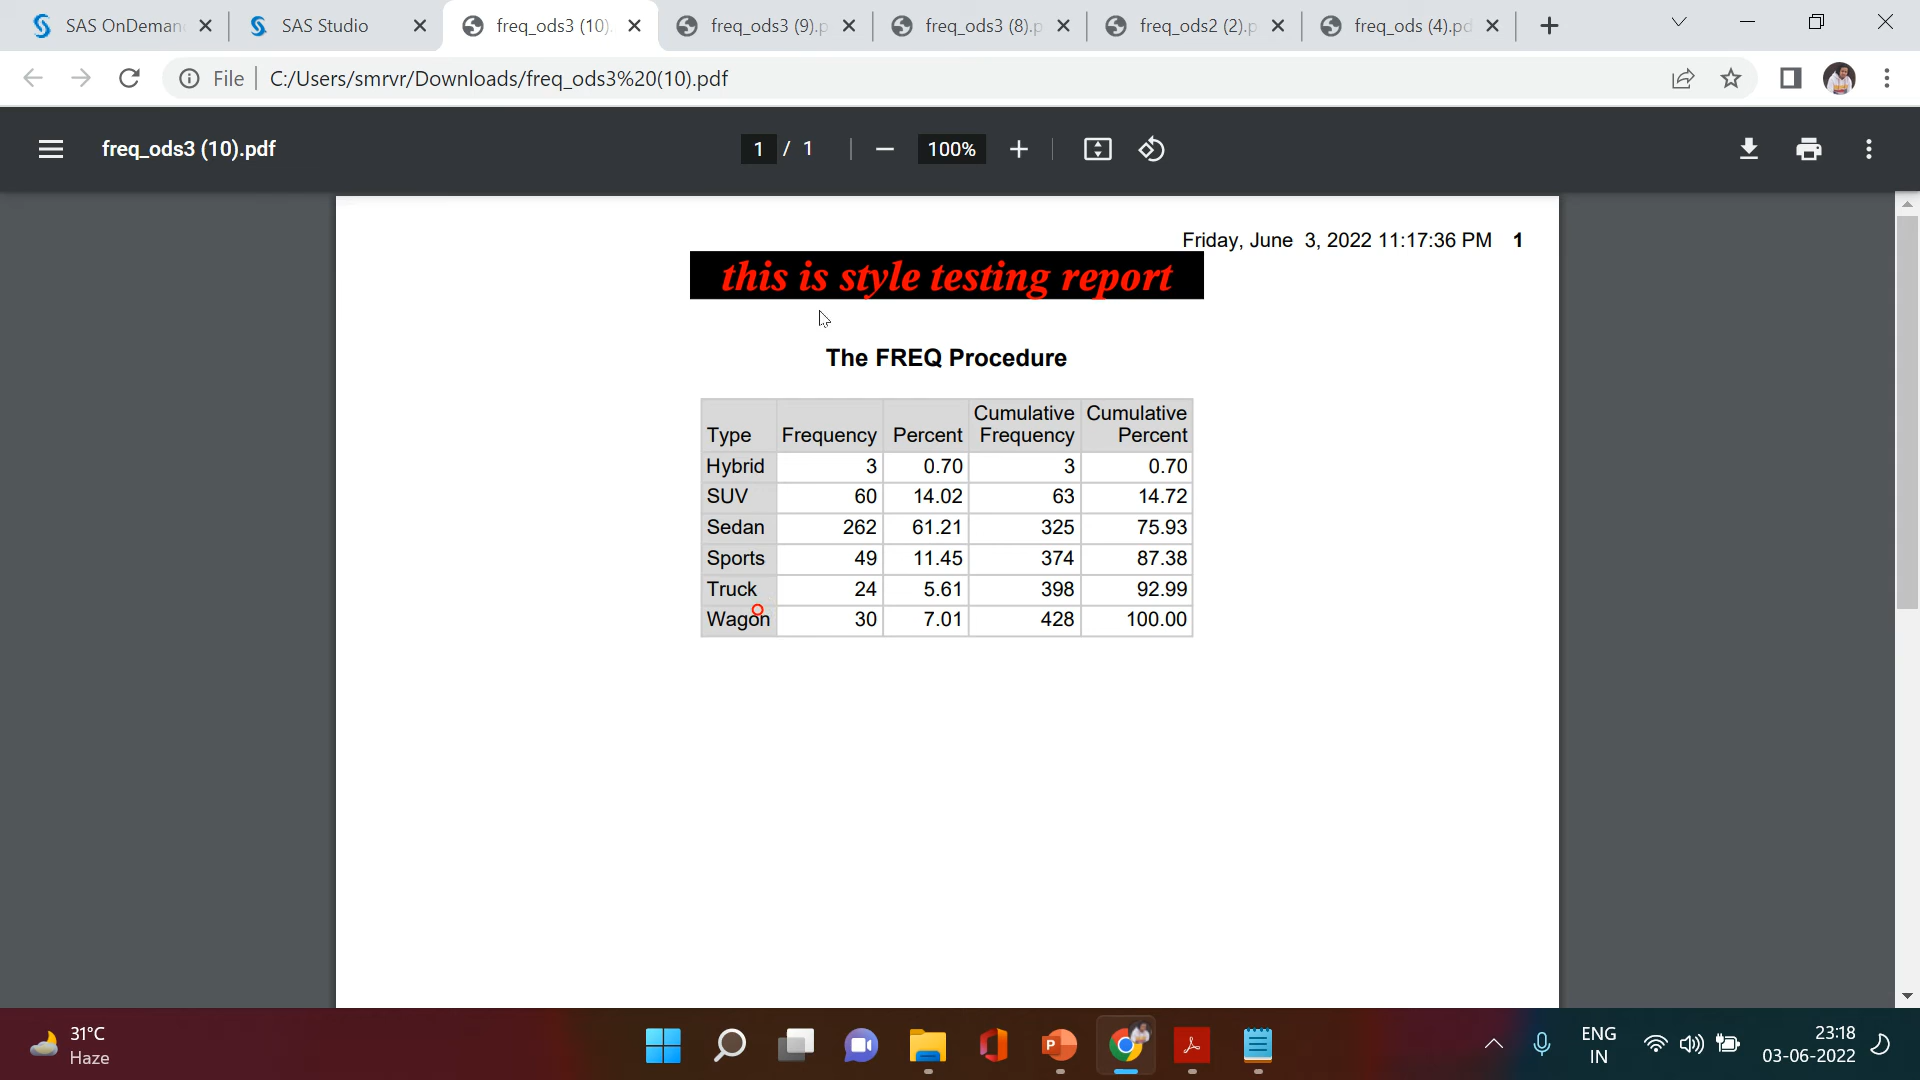 SAS OnDeman
SAS Studio
freq_ods3 (10).
freq_ods3 (9).p
freq_ods3 (8).p
freq_ods2 (2).p
freq_ods (4).pd
File
C:/Users/smrvr/Downloads/freq_ods3%20(10).pdf
freq_ods3 (10).pdf
1 / 1
100%
Friday, June 3, 2022 11:17:36 PM 1
this is style testing report
The FREQ Procedure
Type Frequency Percent Cumulative Frequency Cumulative Percent
Hybrid 3 0.70 3 0.70
SUV 60 14.02 63 14.72
Sedan 262 61.21 325 75.93
Sports 49 11.45 374 87.38
Truck 24 5.61 398 92.99
Wagon 30 7.01 428 100.00
31°C
Haze
ENG
IN
23:18
03-06-2022